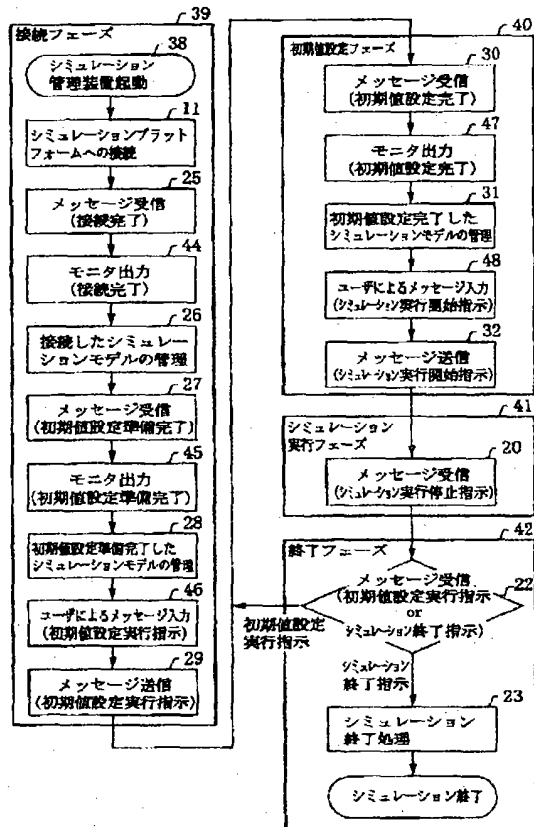 39
接続フェーズ
38
シミュレーション
管理装置起動
11
シミュレーションプラット
フォームへの接続
25
メッセージ受信
(接続完了)
44
モニタ出力
(接続完了)
26
接続したシミュレー
ションモデルの管理
27
メッセージ受信
(初期値設定準備完了)
45
モニタ出力
(初期値設定準備完了)
28
初期値設定準備完了した
シミュレーションモデルの管理
46
ユーザによるメッセージ入力
(初期値設定実行指示)
29
メッセージ送信
(初期値設定実行指示)
40
初期値設定フェーズ
30
メッセージ受信
(初期値設定完了)
47
モニタ出力
(初期値設定完了)
31
初期値設定完了した
シミュレーションモデルの管理
48
ユーザによるメッセージ入力
(シミュレーション実行開始指示)
32
メッセージ送信
(シミュレーション実行開始指示)
41
シミュレーション
実行フェーズ
20
メッセージ受信
(シミュレーション実行停止指示)
42
終了フェーズ
メッセージ受信
22
(初期値設定実行指示
or
シミュレーション終了指示)
初期値設定
実行指示
シミュレーション
終了指示
23
シミュレーション
終了処理
シミュレーション終了